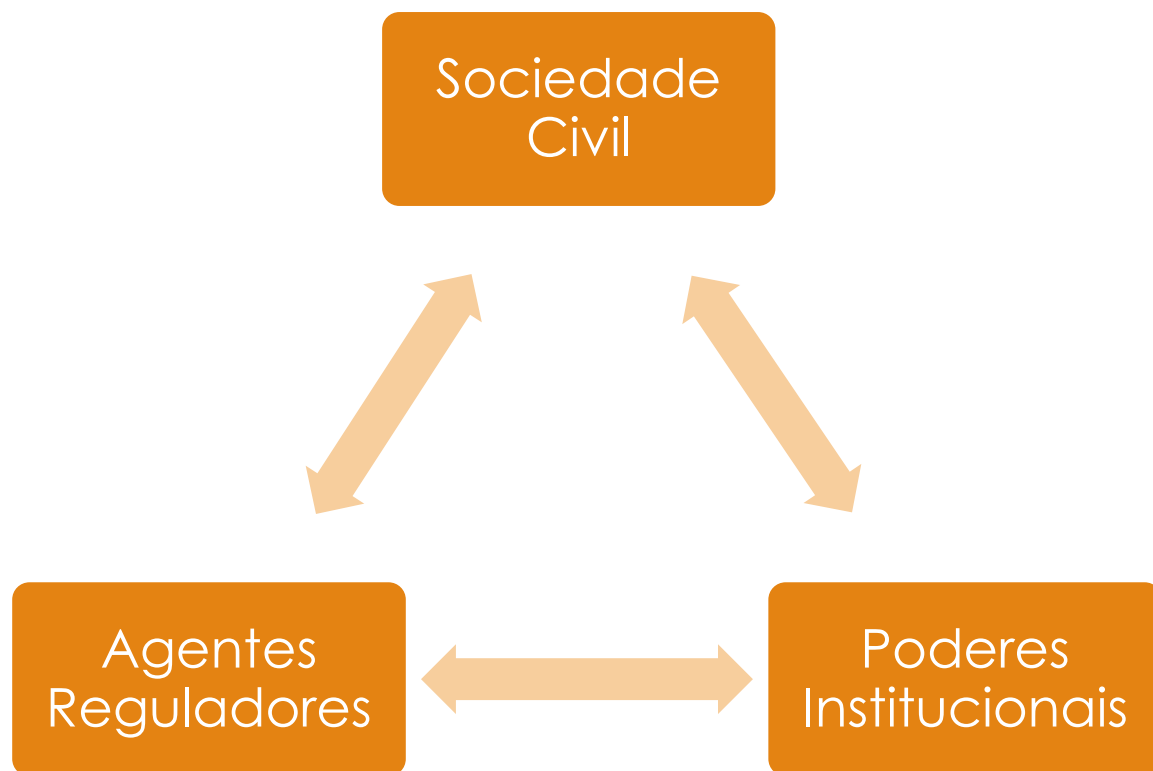 Sociedade
Civil
Agentes
Reguladores
Poderes
Institucionais